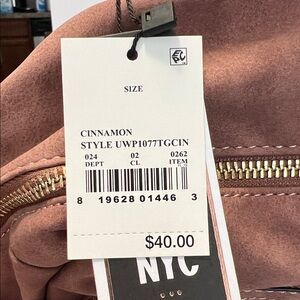 SIZE
CINNAMON
STYLE UWP1077TGCIN
024 02 0262
DEPT CL ITEM
8 19628 01446 3
$40.00
NYC